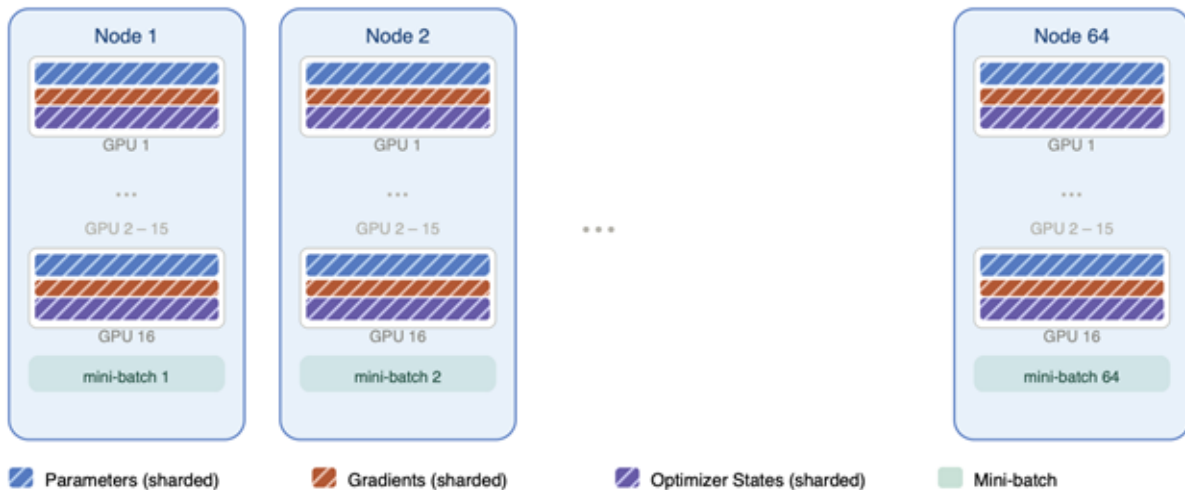 Node 1
GPU 1
...
GPU 2 – 15
GPU 16
mini-batch 1
Node 2
GPU 1
...
GPU 2 – 15
GPU 16
mini-batch 2
...
Node 64
GPU 1
...
GPU 2 – 15
GPU 16
mini-batch 64
Parameters (sharded)
Gradients (sharded)
Optimizer States (sharded)
Mini-batch